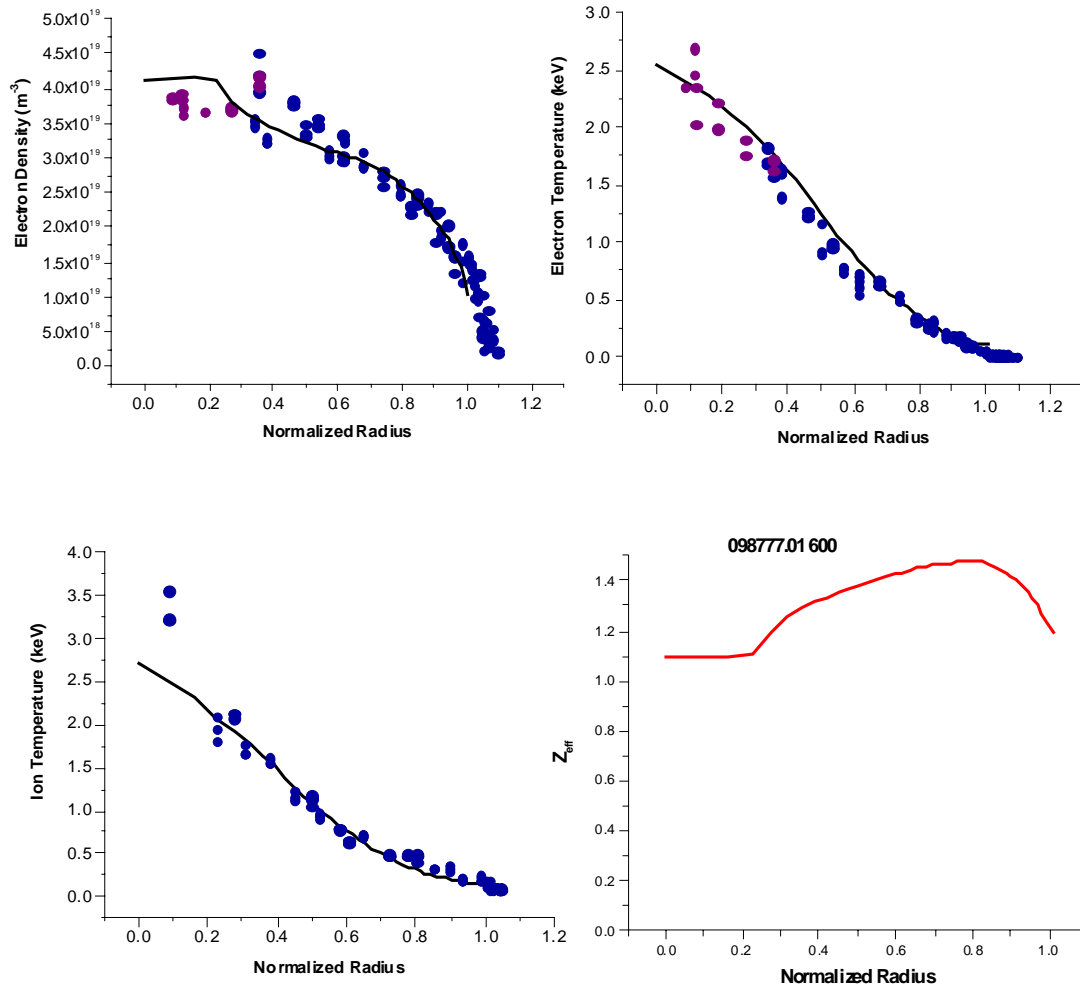 5.0x10^19
4.5x10^19
4.0x10^19
3.5x10^19
3.0x10^19
2.5x10^19
2.0x10^19
1.5x10^19
1.0x10^19
5.0x10^18
0.0
Electron Density (m^-3)
0.0 0.2 0.4 0.6 0.8 1.0 1.2
Normalized Radius
3.0
2.5
2.0
1.5
1.0
0.5
0.0
Electron Temperature (keV)
0.0 0.2 0.4 0.6 0.8 1.0 1.2
Normalized Radius
4.0
3.5
3.0
2.5
2.0
1.5
1.0
0.5
0.0
Ion Temperature (keV)
0.0 0.2 0.4 0.6 0.8 1.0 1.2
Normalized Radius
098777.01600
1.4
1.2
1.0
0.8
0.6
0.4
0.2
0.0
Z_eff
0.0 0.2 0.4 0.6 0.8 1.0
Normalized Radius